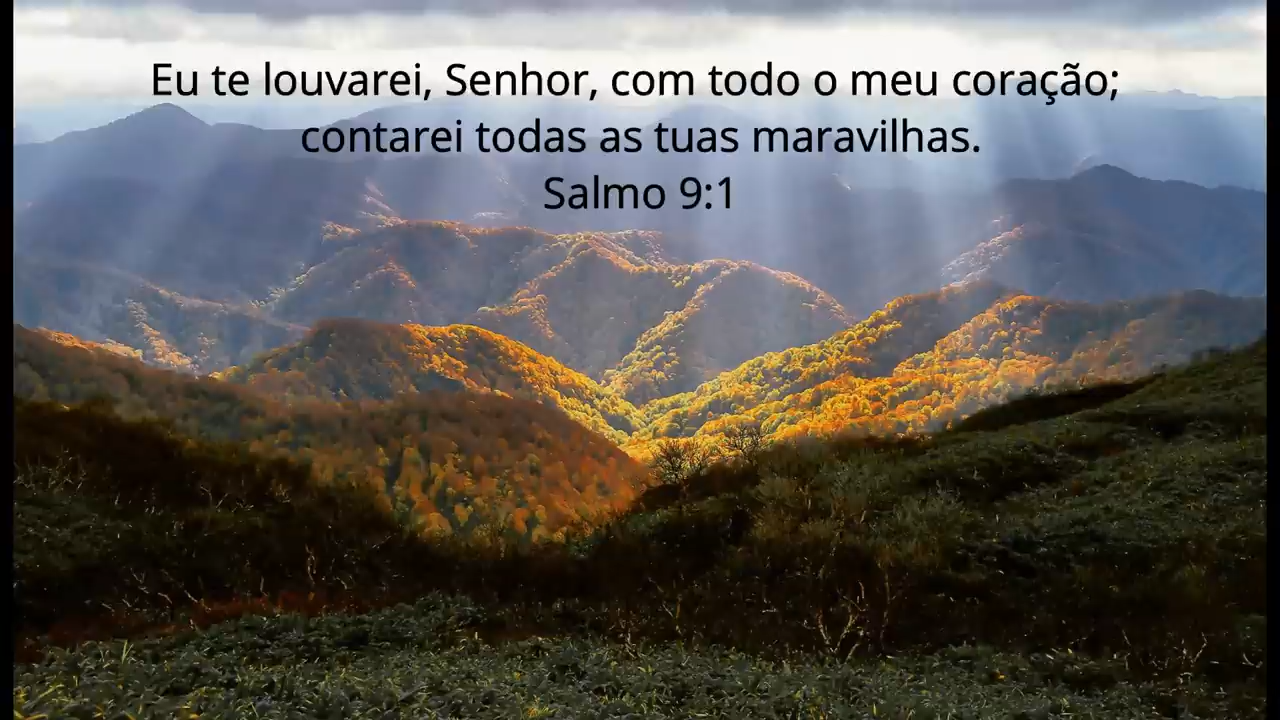 Eu te louvarei, Senhor, com todo o meu coração;
contarei todas as tuas maravilhas.
Salmo 9:1